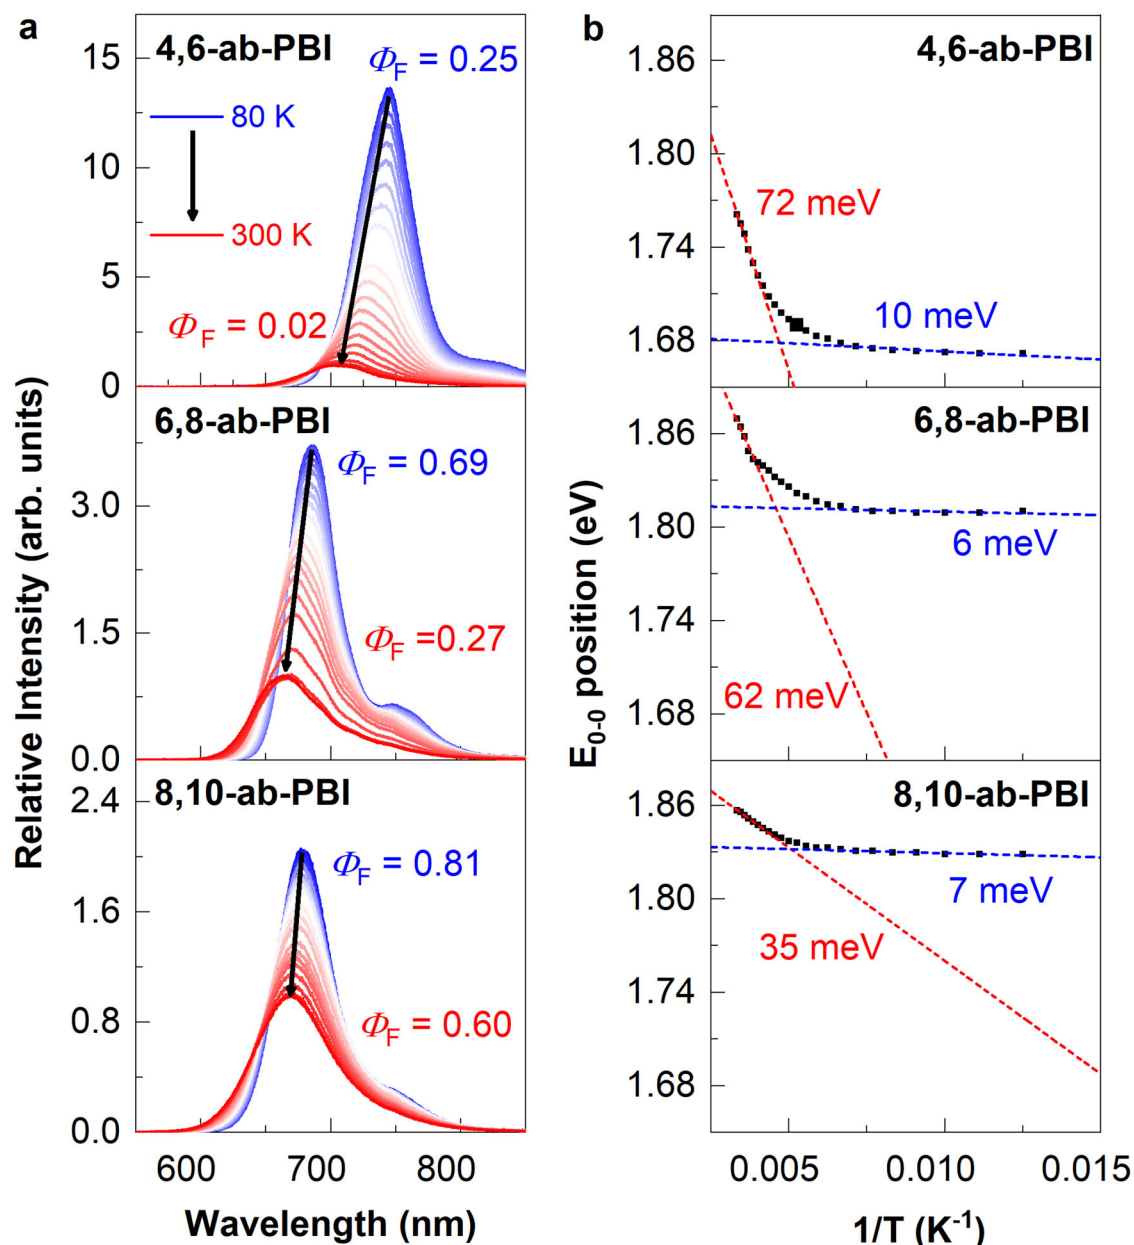 a
4,6-ab-PBI
ΦF = 0.25
80 K
300 K
ΦF = 0.02
15
10
5
0
6,8-ab-PBI
ΦF = 0.69
ΦF =0.27
3.0
1.5
0.0
8,10-ab-PBI
ΦF = 0.81
ΦF = 0.60
2.4
1.6
0.8
0.0
Relative Intensity (arb. units)
600 700 800
Wavelength (nm)
b
4,6-ab-PBI
72 meV
10 meV
1.86
1.80
1.74
1.68
6,8-ab-PBI
6 meV
62 meV
1.86
1.80
1.74
1.68
8,10-ab-PBI
7 meV
35 meV
1.86
1.80
1.74
1.68
E0-0 position (eV)
0.005 0.010 0.015
1/T (K-1)